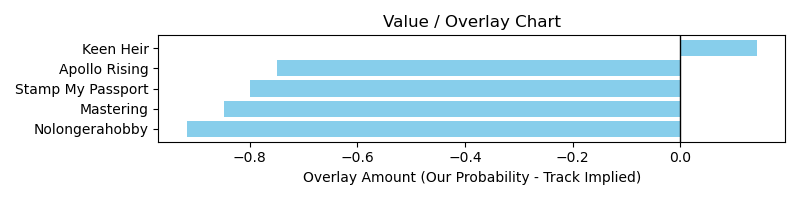 Value / Overlay Chart
Keen Heir
Apollo Rising
Stamp My Passport
Mastering
Nolongerahobby
−0.8 −0.6 −0.4 −0.2 0.0
Overlay Amount (Our Probability - Track Implied)